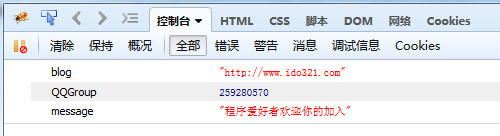 控制台 HTML CSS 脚本 DOM 网络 Cookies
清除 保持 概况 全部 错误 警告 消息 调试信息 Cookies
blog "http://www.ido321.com"
QQGroup 259280570
message "程序爱好者欢迎你的加入"